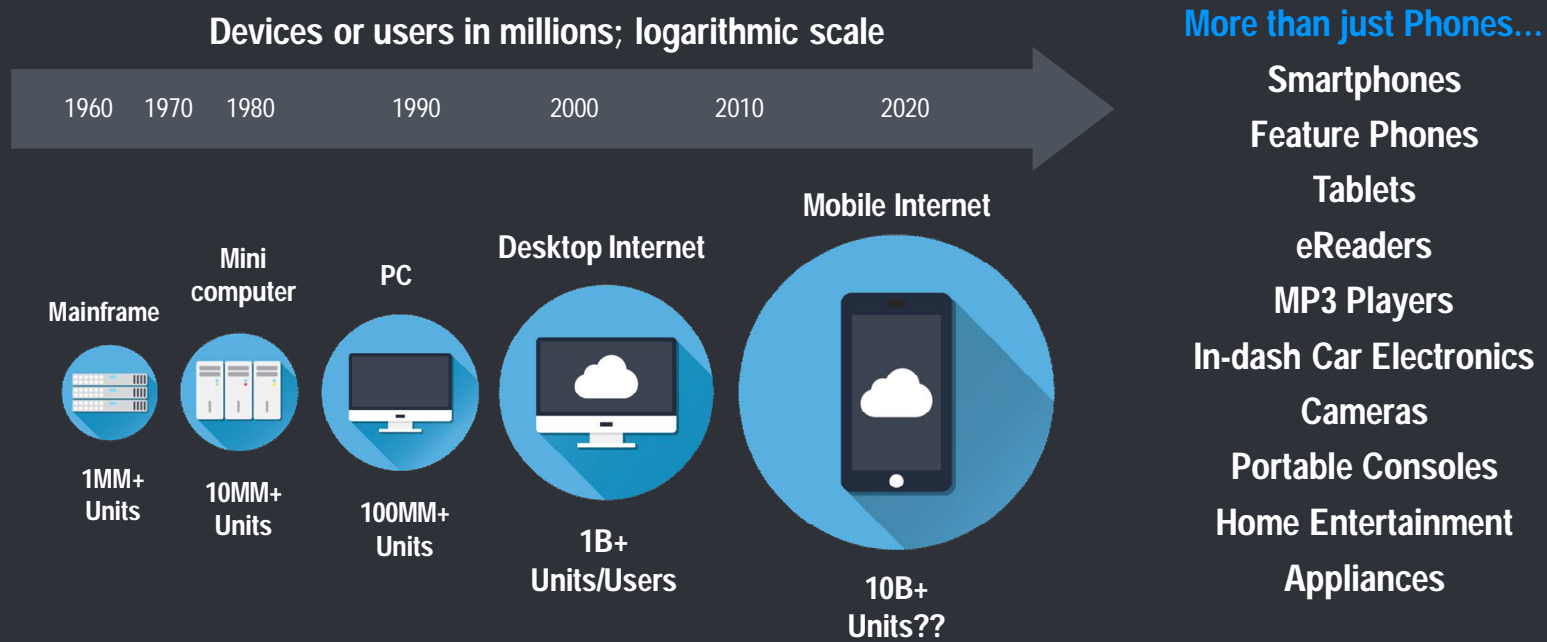 Devices or users in millions; logarithmic scale
1960 1970 1980 1990 2000 2010 2020
Mainframe
1MM+
Units
Mini
computer
10MM+
Units
PC
100MM+
Units
Desktop Internet
1B+
Units/Users
Mobile Internet
10B+
Units??
More than just Phones...
Smartphones
Feature Phones
Tablets
eReaders
MP3 Players
In-dash Car Electronics
Cameras
Portable Consoles
Home Entertainment
Appliances